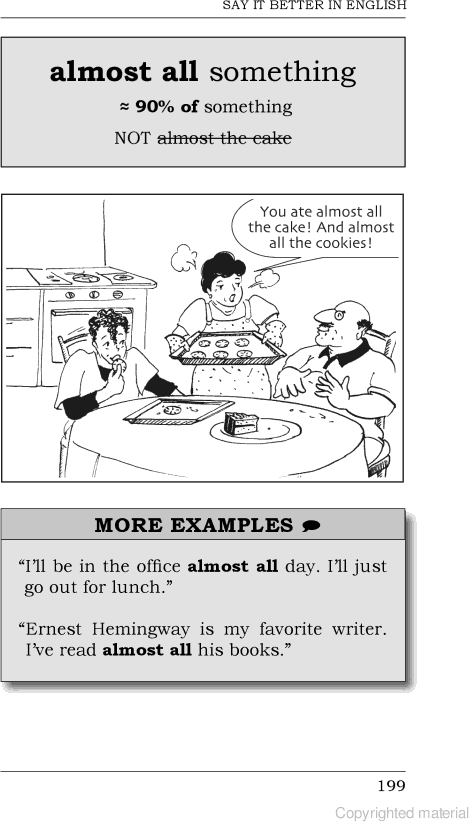 SAY IT BETTER IN ENGLISH
almost all something
≈ 90% of something
NOT almost the cake
You ate almost all
the cake! And almost
all the cookies!
MORE EXAMPLES
“I’ll be in the office almost all day. I’ll just
go out for lunch.”
“Ernest Hemingway is my favorite writer.
I’ve read almost all his books.”
199
Copyrighted material